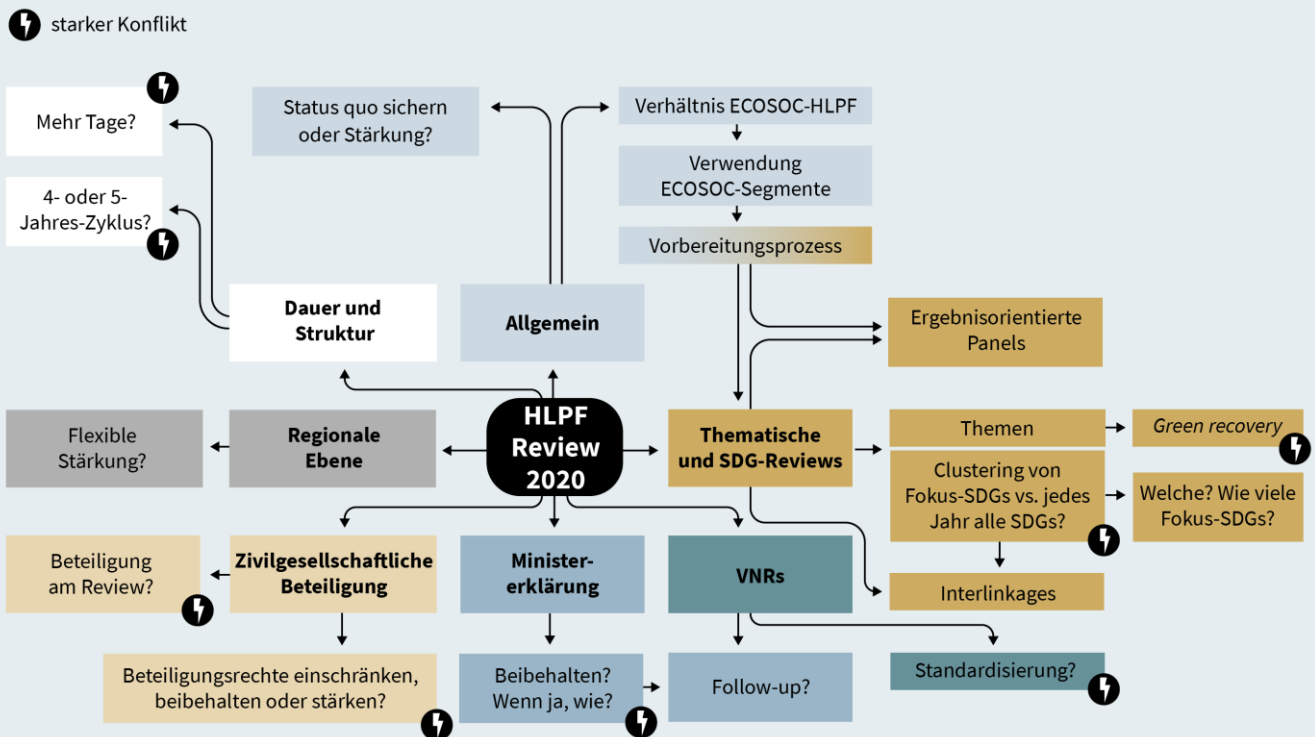 starker Konflikt
Mehr Tage?
4- oder 5-
Jahres-Zyklus?
Status quo sichern
oder Stärkung?
Verhältnis ECOSOC-HLPF
Verwendung
ECOSOC-Segmente
Vorbereitungsprozess
Dauer und
Struktur
Allgemein
Ergebnisorientierte
Panels
Flexible
Stärkung?
Regionale
Ebene
HLPF
Review
2020
Thematische
und SDG-Reviews
Themen
Green recovery
Clustering von
Fokus-SDGs vs. jedes
Jahr alle SDGs?
Welche? Wie viele
Fokus-SDGs?
Beteiligung
am Review?
Zivilgesellschaftliche
Beteiligung
Minister-
erklärung
VNRs
Interlinkages
Beteiligungsrechte einschränken,
beibehalten oder stärken?
Beibehalten?
Wenn ja, wie?
Follow-up?
Standardisierung?